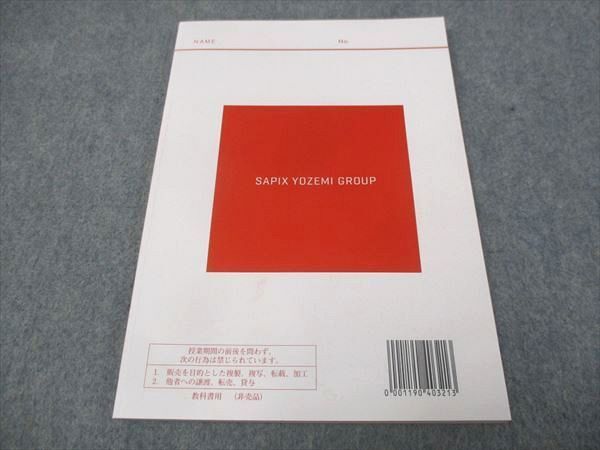 NAME No.
SAPIX YOZEMI GROUP
授業期間の前後を問わず、
次の行為は禁じられています。
1. 販売を目的とした複製、複写、転載、加工
2. 他者への譲渡、転売、貸与
教科書用 (非売品)
0 001190 403213